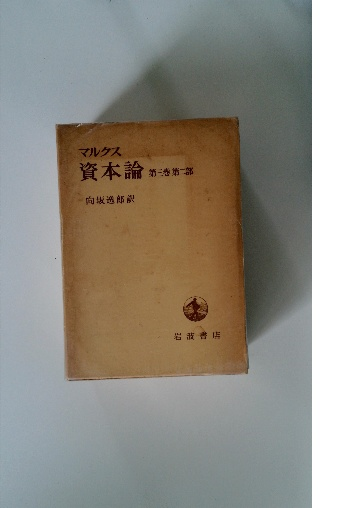 マルクス
資本論 第三巻第二部
向坂逸郎訳
岩波書店